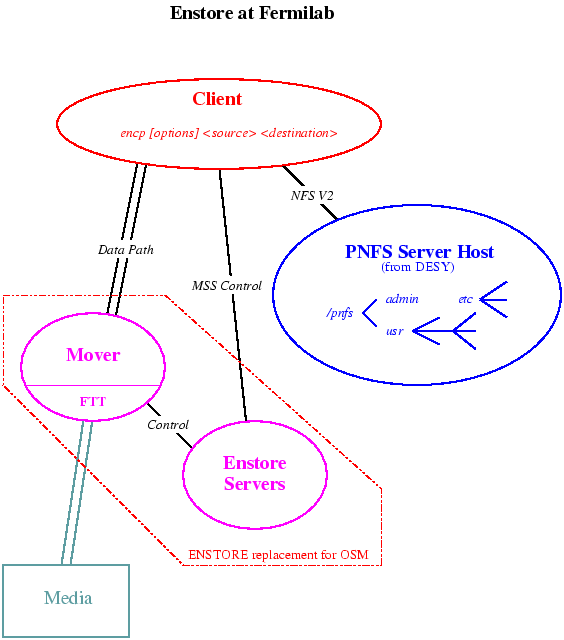 Enstore at Fermilab
Client
encp [options] <source> <destination>
NFS V2
Data Path
MSS Control
PNFS Server Host
(from DESY)
/pnfs
admin
etc
usr
Mover
FTT
Control
Enstore
Servers
ENSTORE replacement for OSM
Media